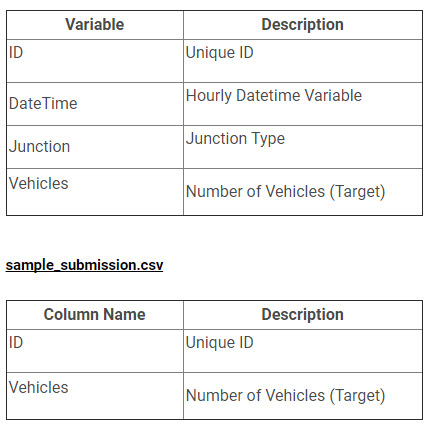 Variable Description
ID Unique ID
DateTime Hourly Datetime Variable
Junction Junction Type
Vehicles Number of Vehicles (Target)
sample_submission.csv
Column Name Description
ID Unique ID
Vehicles Number of Vehicles (Target)